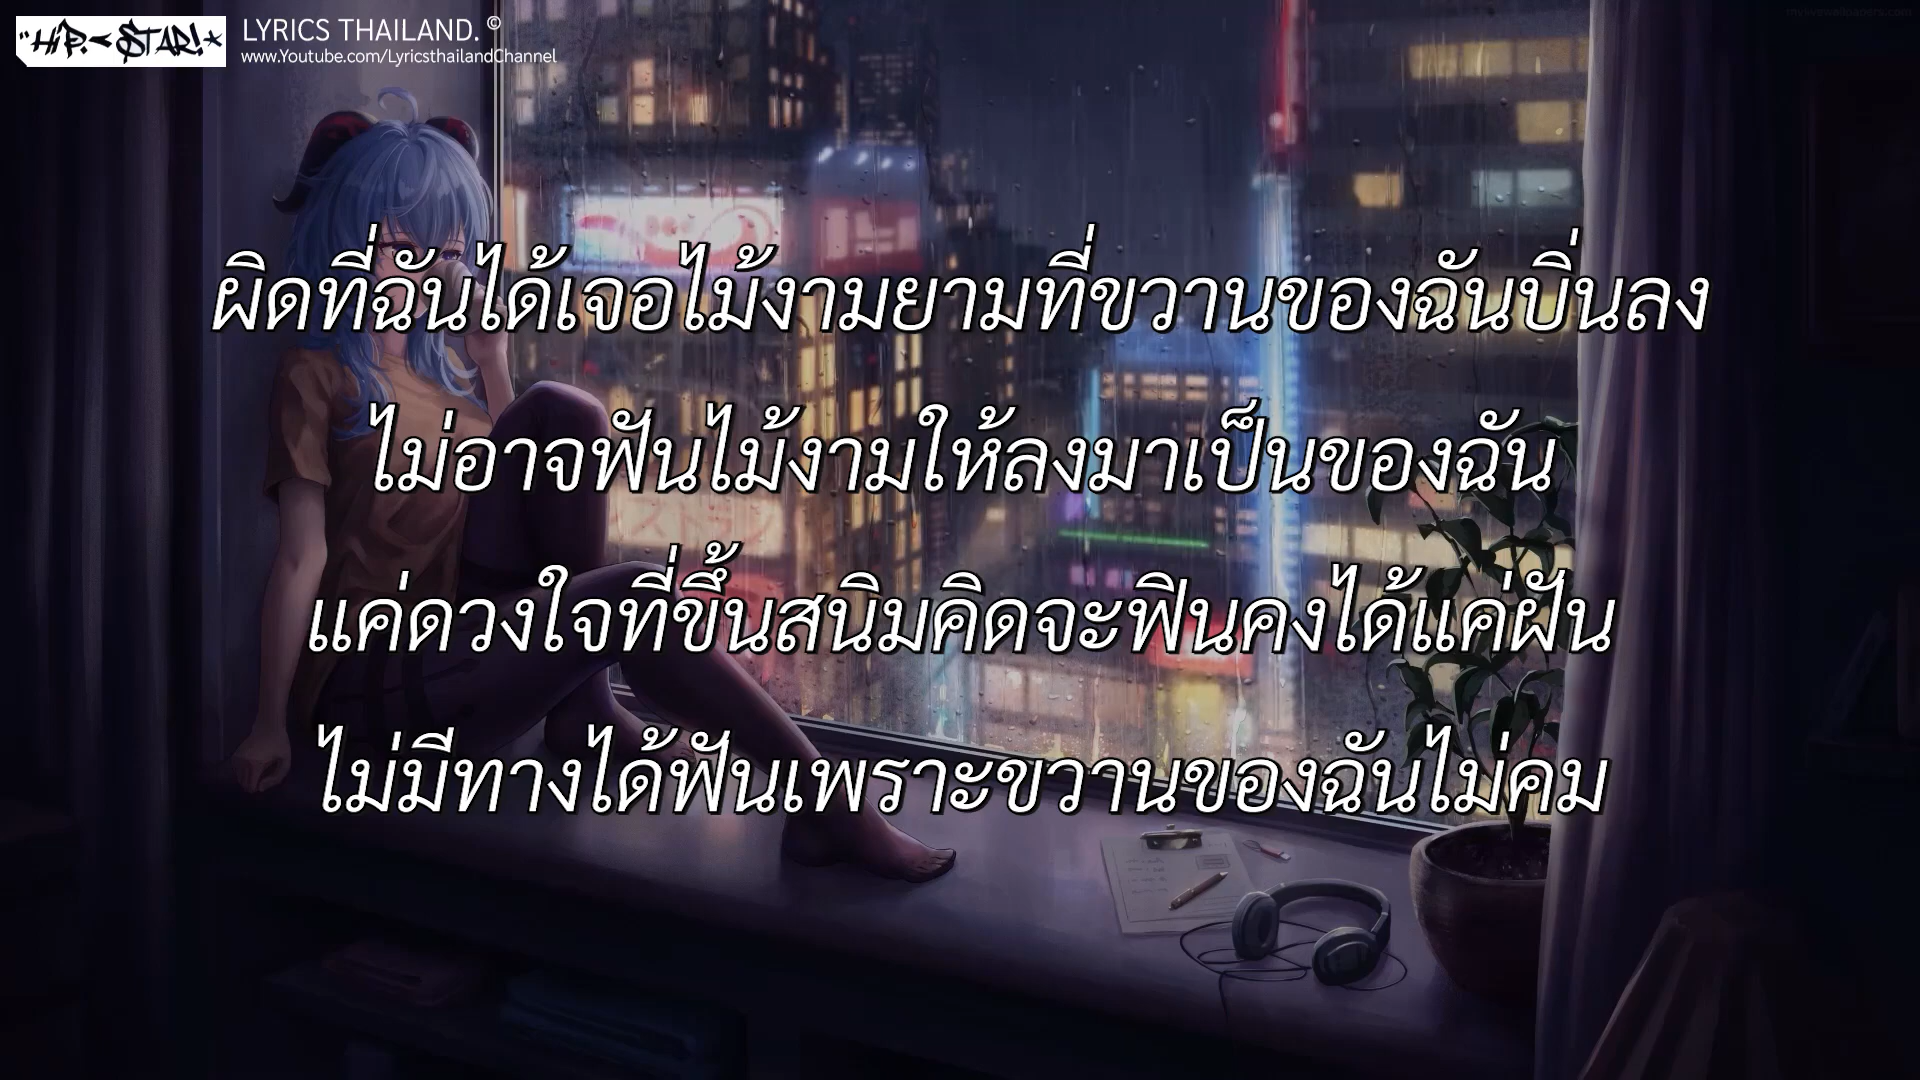 "HIP.<STAR!★ LYRICS THAILAND.©
www.Youtube.com/LyricsthailandChannel
ผิดที่ฉันได้เจอไม้งามยามที่ขวานของฉันบิ่นลง
ไม่อาจฟันไม้งามให้ลงมาเป็นของฉัน
แค่ดวงใจที่ขึ้นสนิมคิดจะฟินคงได้แค่ฝัน
ไม่มีทางได้ฟันเพราะขวานของฉันไม่คม